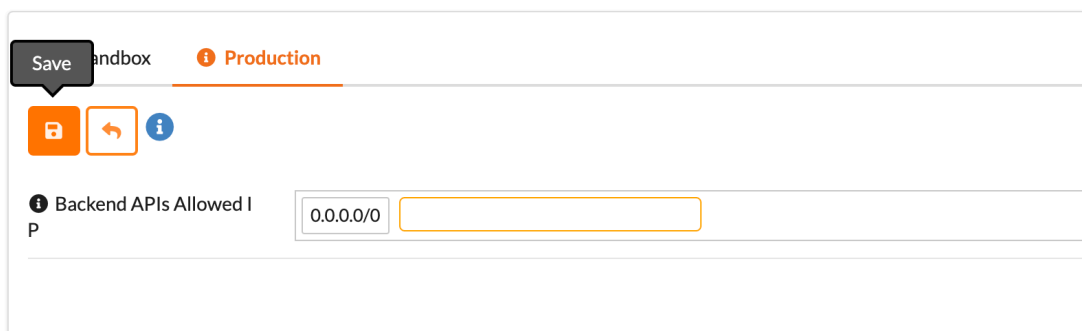 Save
andbox
Production
Backend APIs Allowed I
P
0.0.0.0/0